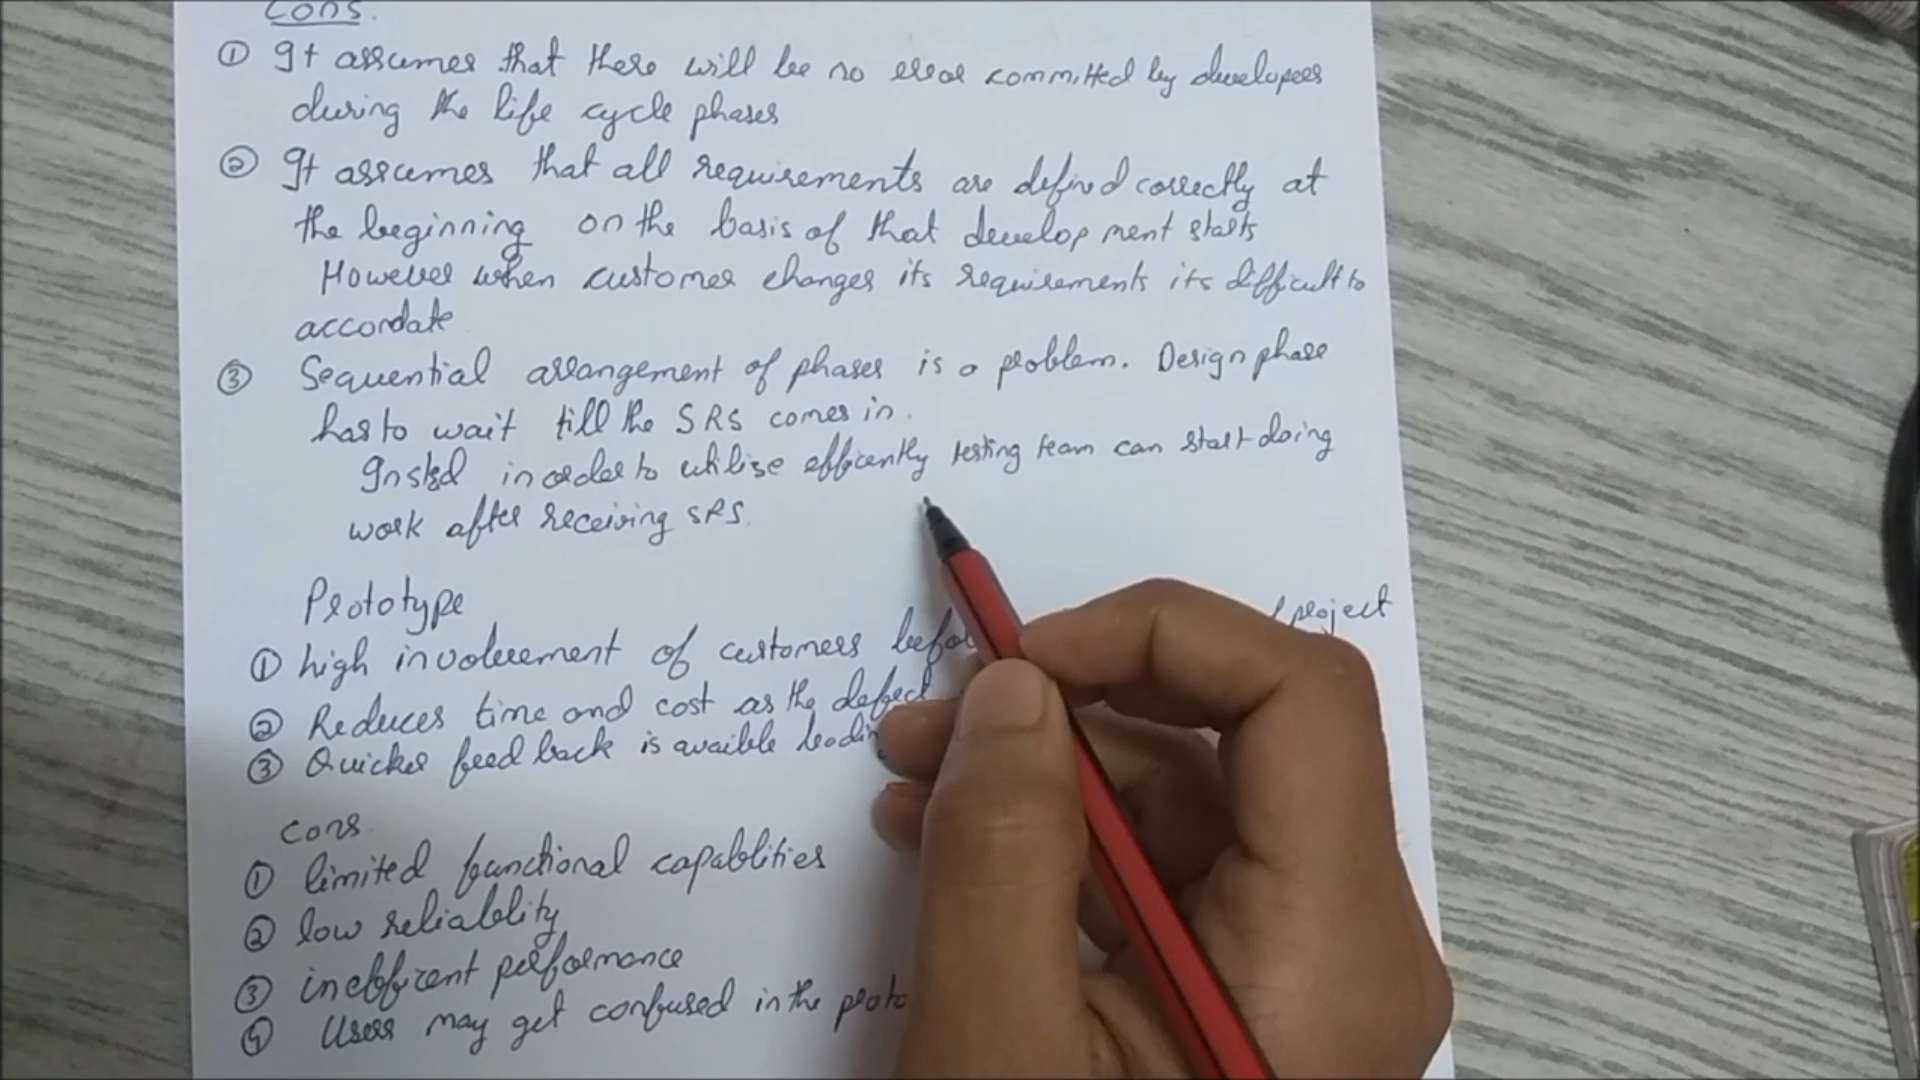 Cons.
① It assumes that there will be no error committed by developers
during the life cycle phases
② It assumes that all requirements are defined correctly at
the beginning on the basis of that development starts
However when customer changes its requirements its difficult to
accordate
③ Sequential arrangement of phases is a problem. Design phase
has to wait till the SRS comes in.
in order to utilize efficently testing team can start doing
work after receiving SRS.
Prototype
① high involvement of customers project
② Reduces time and cost as the defect
③ Quicker feed back is avaible
cons
① limited functional capablities
② low reliablity
③ inefficent performance
④ Users may get confused in the